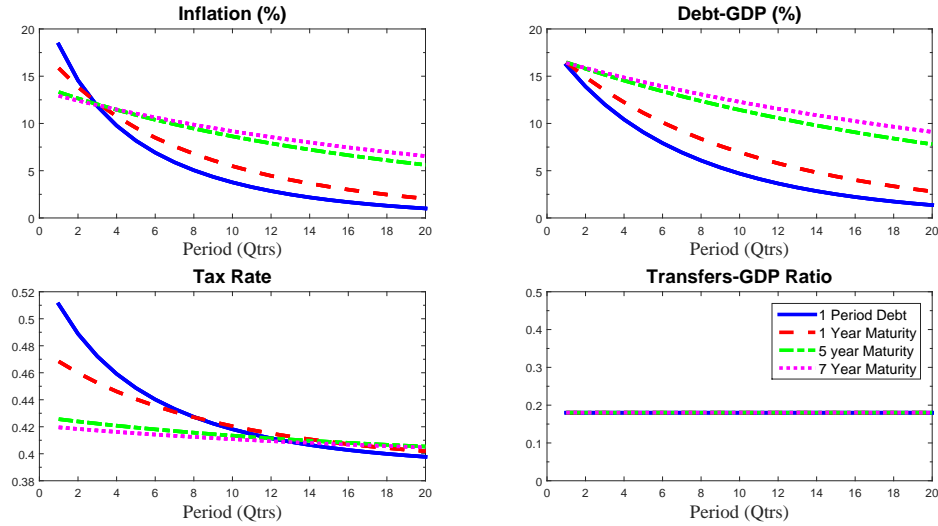 Inflation (%)
20
15
10
5
0
0 2 4 6 8 10 12 14 16 18 20
Period (Qtrs)
Debt-GDP (%)
20
15
10
5
0
0 2 4 6 8 10 12 14 16 18 20
Period (Qtrs)
Tax Rate
0.52
0.5
0.48
0.46
0.44
0.42
0.4
0.38
0 2 4 6 8 10 12 14 16 18 20
Period (Qtrs)
Transfers-GDP Ratio
0.5
0.4
0.3
0.2
0.1
0
1 Period Debt
1 Year Maturity
5 year Maturity
7 Year Maturity
0 2 4 6 8 10 12 14 16 18 20
Period (Qtrs)